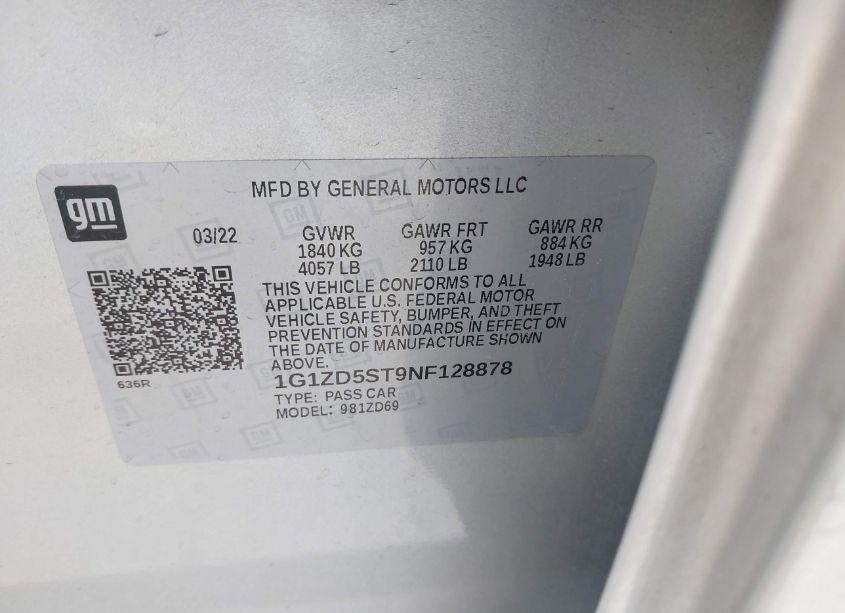 gm
MFD BY GENERAL MOTORS LLC
03/22 GVWR GAWR FRT GAWR RR
1840 KG 957 KG 884 KG
4057 LB 2110 LB 1948 LB
THIS VEHICLE CONFORMS TO ALL
APPLICABLE U.S. FEDERAL MOTOR
VEHICLE SAFETY, BUMPER, AND THEFT
PREVENTION STANDARDS IN EFFECT ON
THE DATE OF MANUFACTURE SHOWN
ABOVE.
636R
1G1ZD5ST9NF128878
TYPE: PASS CAR
MODEL: 981ZD69